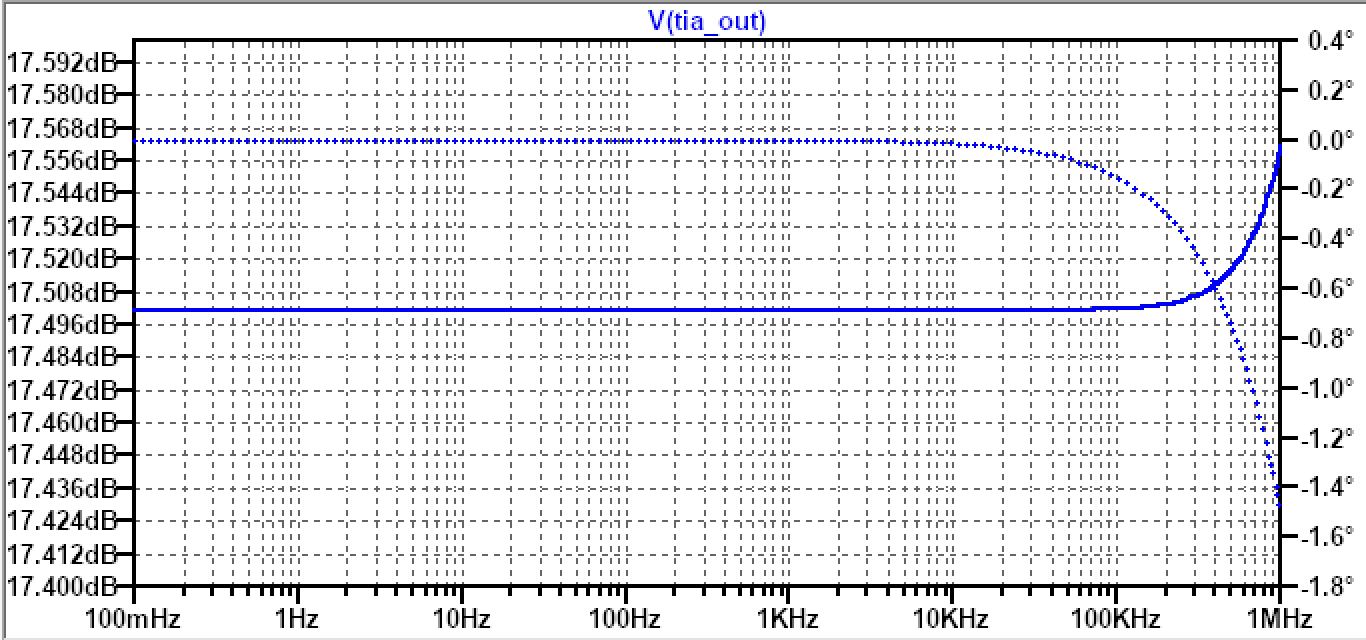 V(tia_out)
17.592dB
17.580dB
17.568dB
17.556dB
17.544dB
17.532dB
17.520dB
17.508dB
17.496dB
17.484dB
17.472dB
17.460dB
17.448dB
17.436dB
17.424dB
17.412dB
17.400dB
0.4°
0.2°
0.0°
-0.2°
-0.4°
-0.6°
-0.8°
-1.0°
-1.2°
-1.4°
-1.6°
-1.8°
100mHz 1Hz 10Hz 100Hz 1KHz 10KHz 100KHz 1MHz